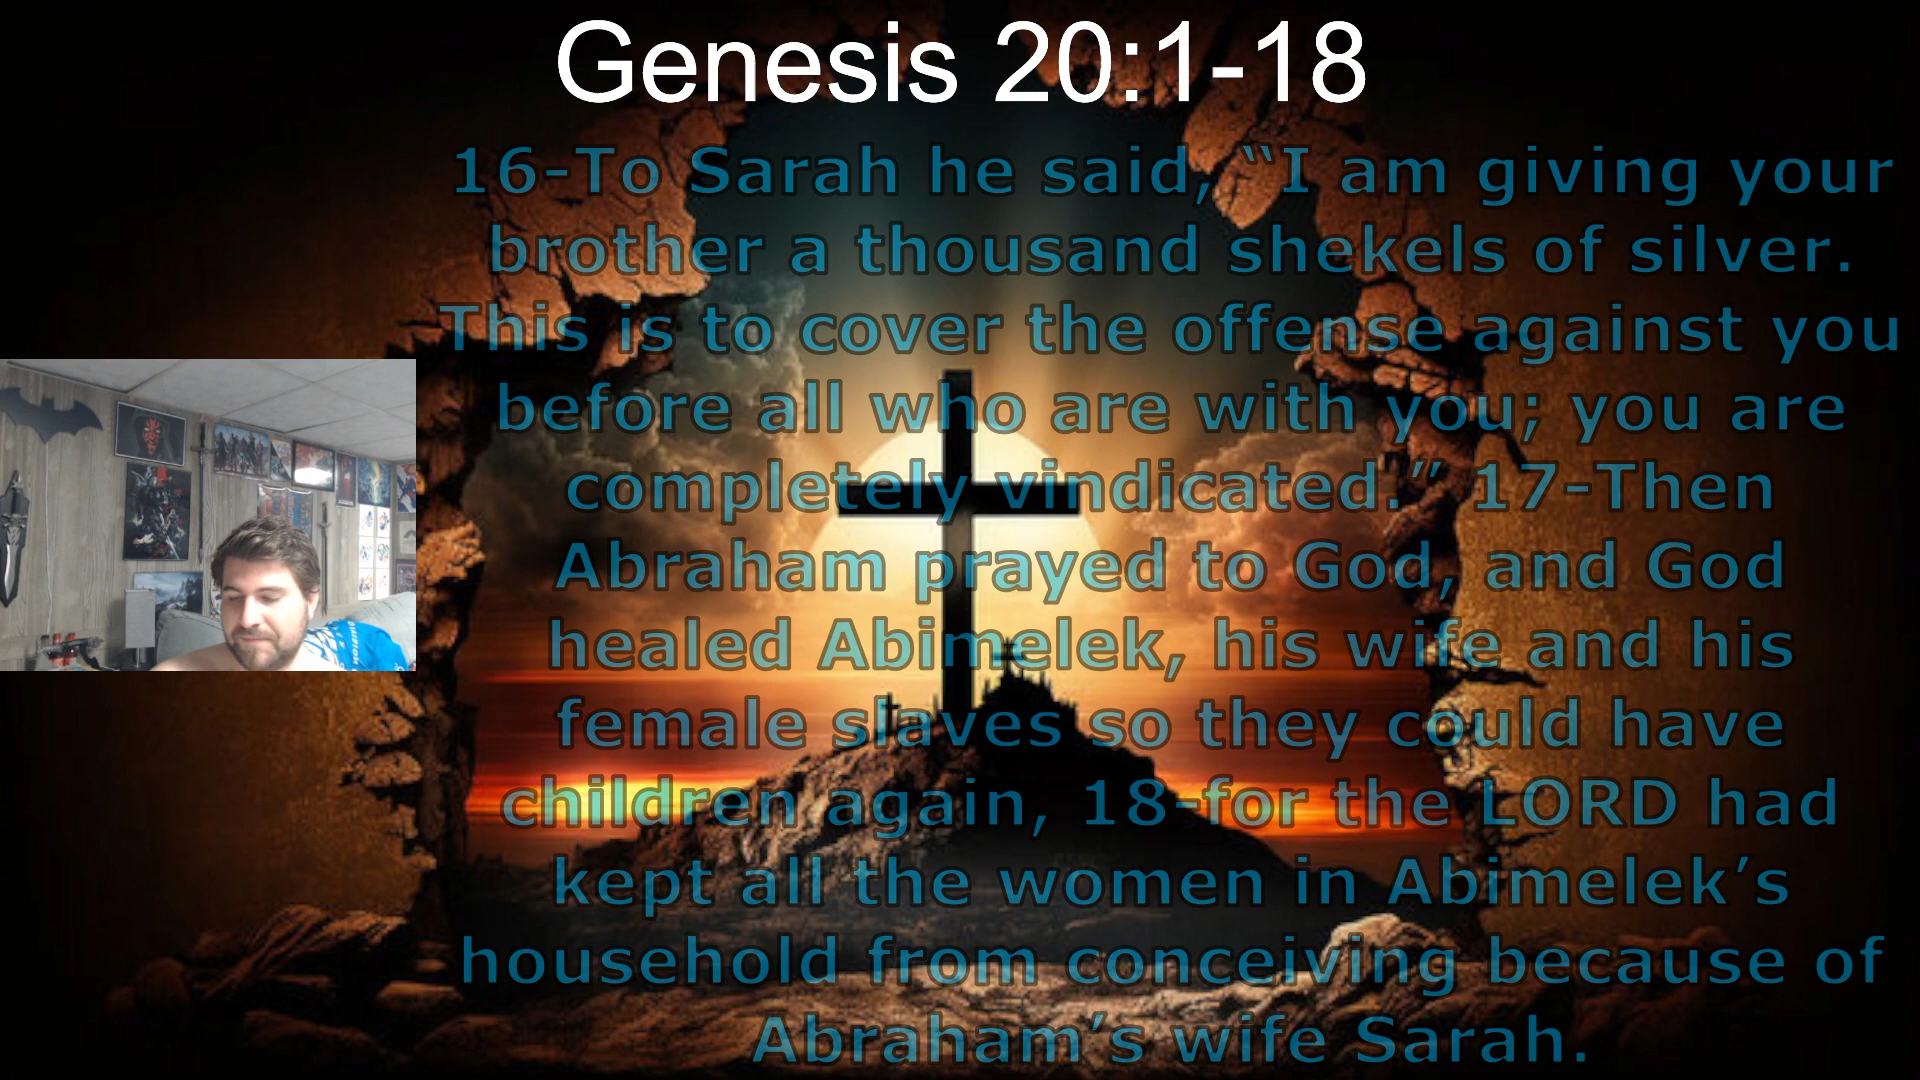 Genesis 20:1-18
16-To Sarah he said, “I am giving your
brother a thousand shekels of silver.
This is to cover the offense against you
before all who are with you; you are
completely vindicated.” 17-Then
Abraham prayed to God, and God
healed Abimelek, his wife and his
female slaves so they could have
children again, 18-for the LORD had
kept all the women in Abimelek’s
household from conceiving because of
Abraham’s wife Sarah.